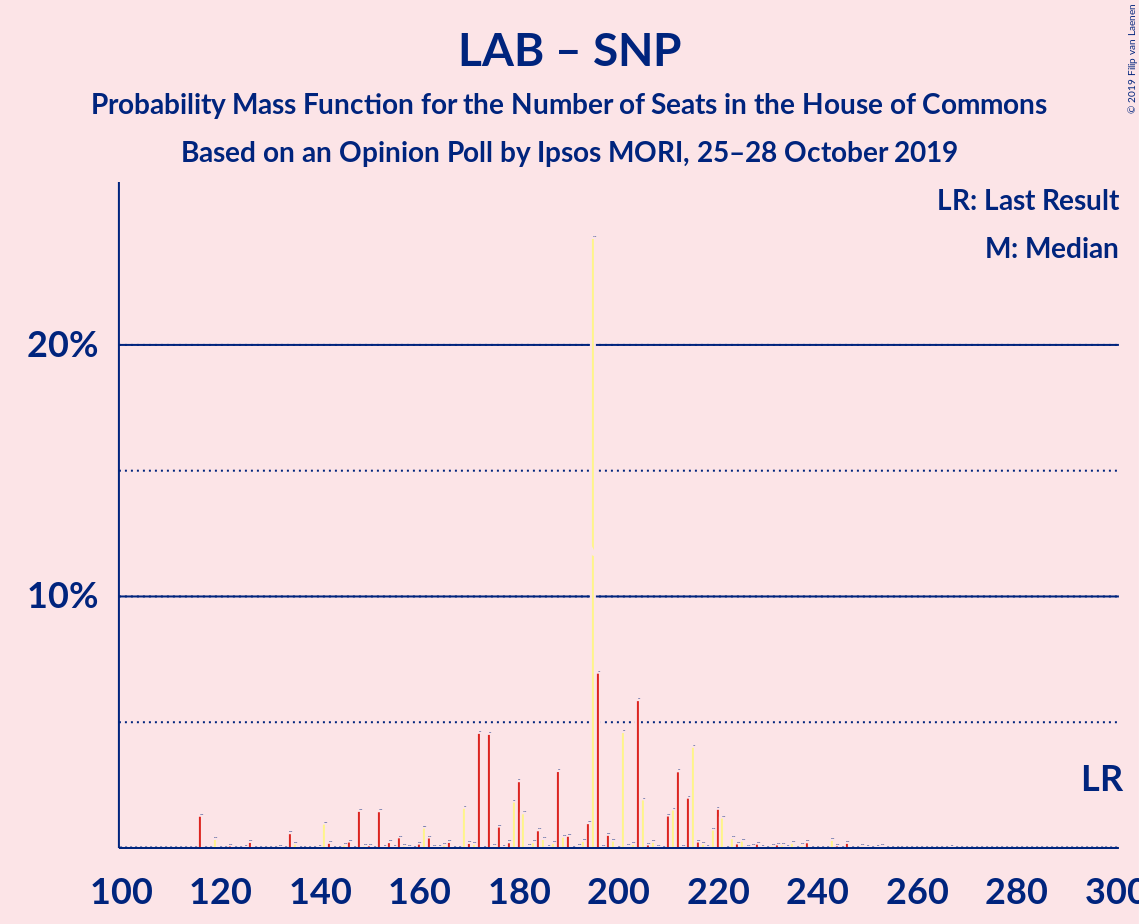 LAB – SNP
Probability Mass Function for the Number of Seats in the House of Commons
Based on an Opinion Poll by Ipsos MORI, 25–28 October 2019
© 2019 Filip van Laenen
LR: Last Result
M: Median
20%
10%
LR
100 120 140 160 180 200 220 240 260 280 300